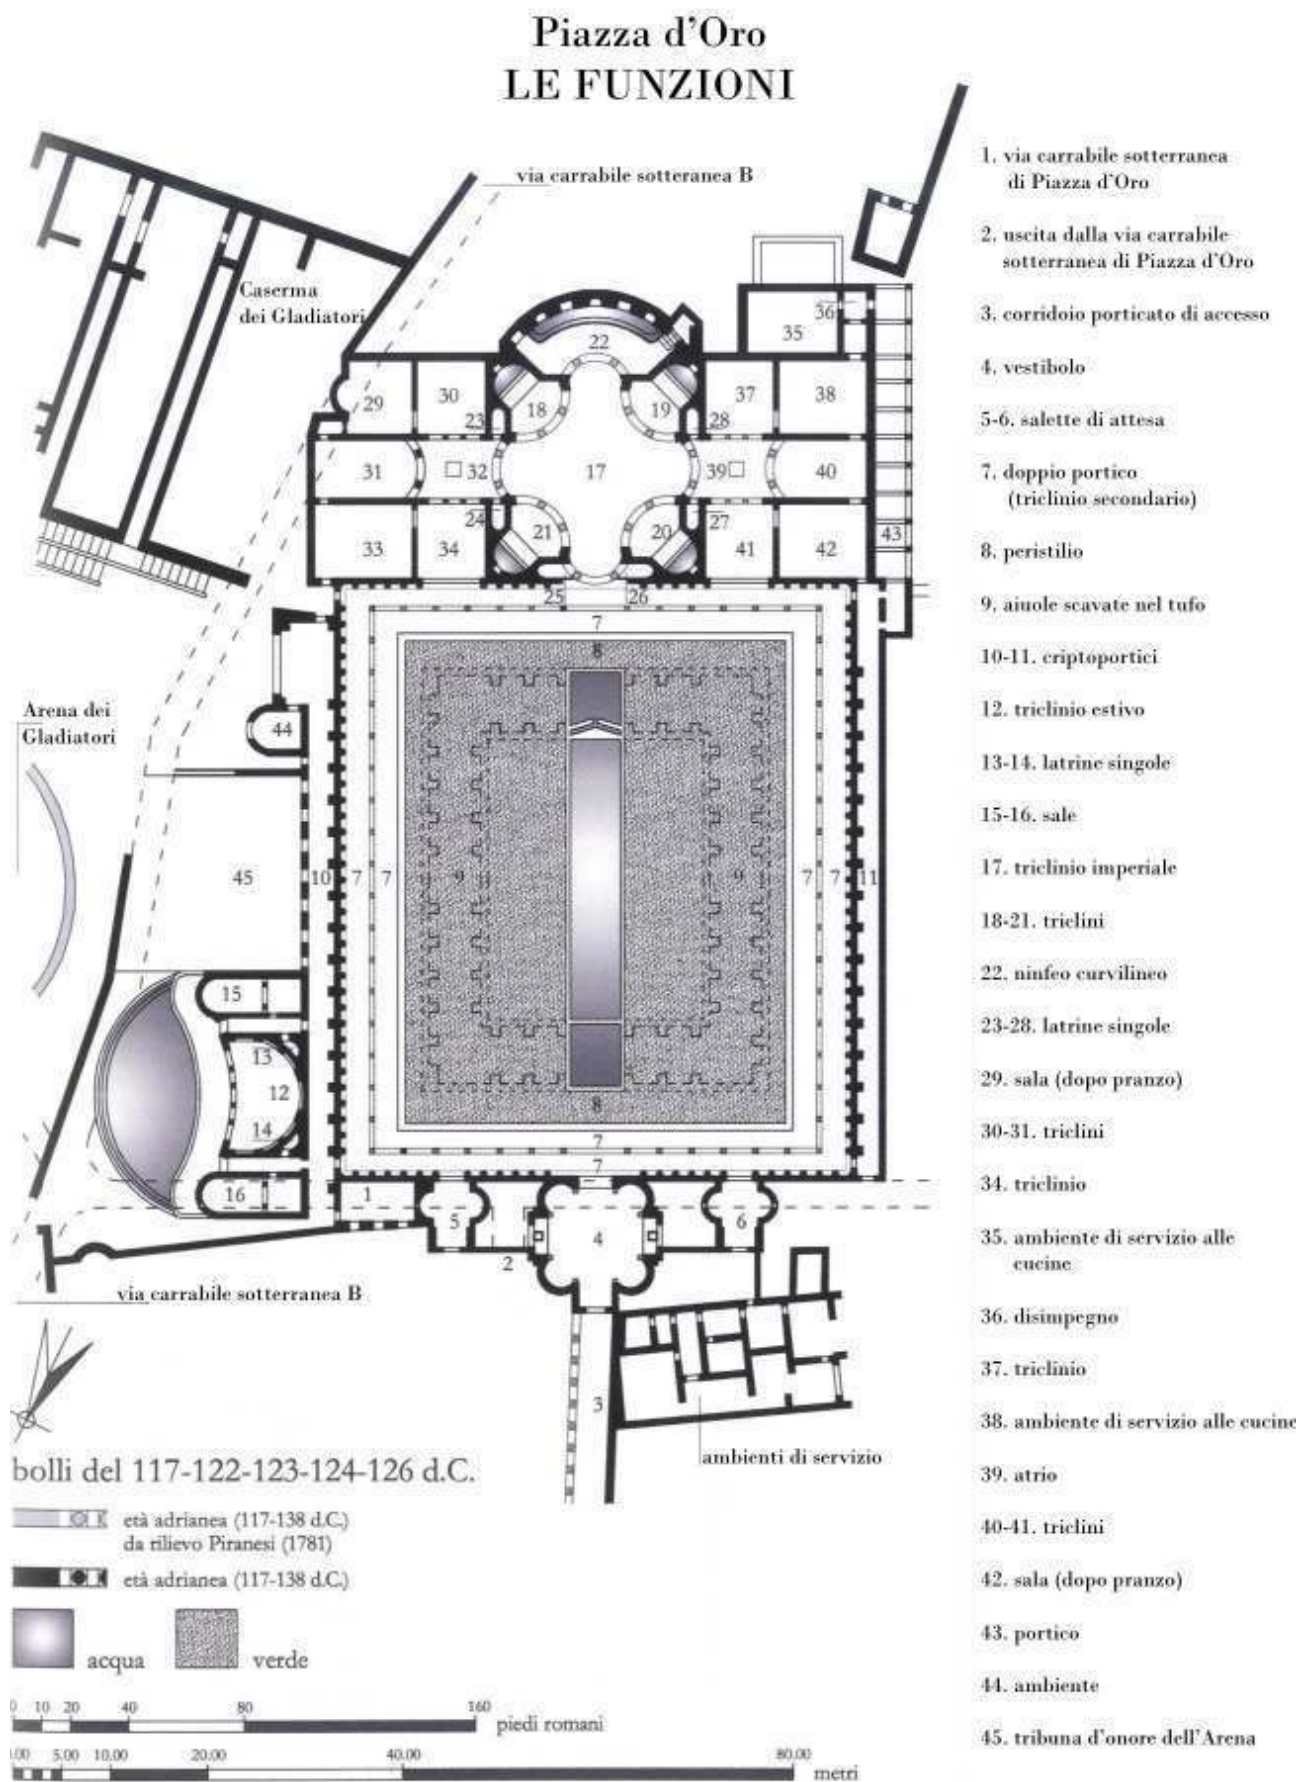 Piazza d'Oro
LE FUNZIONI
via carrabile sotteranea B
Caserma
dei Gladiatori
36
35
22
29
30
18
19
37
38
23
28
31
32
17
39
40
24
27
33
34
21
20
41
42
43
25
26
7
8
Arena dei
Gladiatori
44
45
10
7
7
9
9
7
7
11
15
13
12
14
8
7
7
16
1
5
4
6
2
via carrabile sotterranea B
3
ambienti di servizio
bolli del 117-122-123-124-126 d.C.
età adrianea (117-138 d.C.)
da rilievo Piranesi (1781)
età adrianea (117-138 d.C.)
acqua
verde
0 10 20 40 80 160
piedi romani
.00 5.00 10.00 20.00 40.00 80.00
metri
1. via carrabile sotterranea
di Piazza d'Oro
2. uscita dalla via carrabile
sotterranea di Piazza d'Oro
3. corridoio porticato di accesso
4. vestibolo
5-6. salette di attesa
7. doppio portico
(triclinio secondario)
8. peristilio
9. aiuole scavate nel tufo
10-11. criptoportici
12. triclinio estivo
13-14. latrine singole
15-16. sale
17. triclinio imperiale
18-21. triclini
22. ninfeo curvilineo
23-28. latrine singole
29. sala (dopo pranzo)
30-31. triclini
34. triclinio
35. ambiente di servizio alle
cucine
36. disimpegno
37. triclinio
38. ambiente di servizio alle cucine
39. atrio
40-41. triclini
42. sala (dopo pranzo)
43. portico
44. ambiente
45. tribuna d'onore dell'Arena